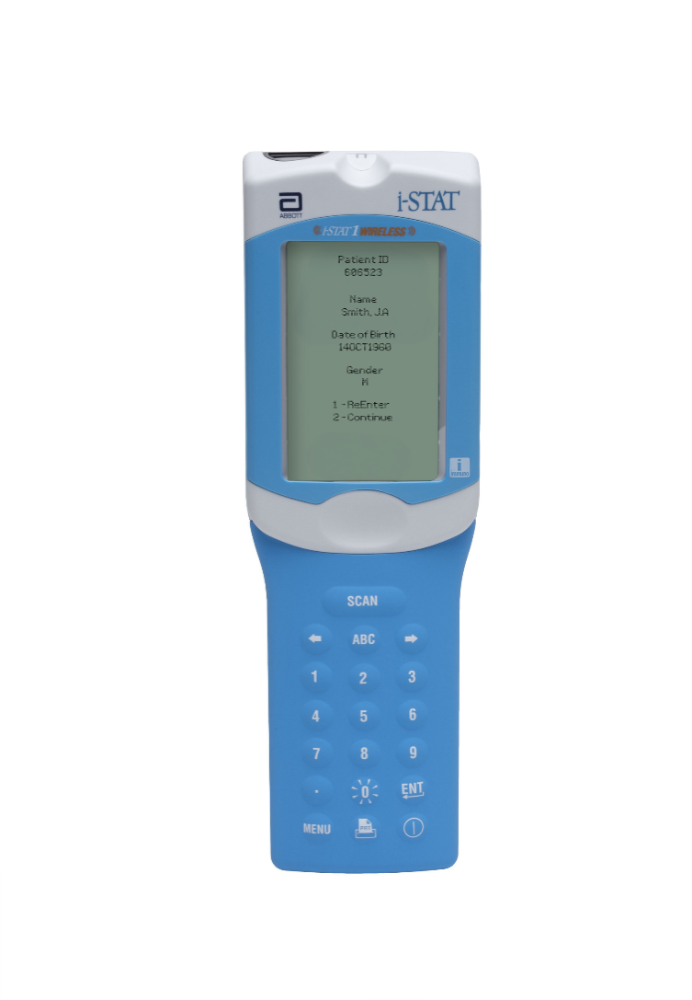 ABBOTT
i-STAT
i-STAT 1 WIRELESS
Patient ID
606523
Name
Smith, J.A
Date of Birth
14OCT1960
Gender
M
1 - ReEnter
2 - Continue
i
SCAN
ABC
1 2 3
4 5 6
7 8 9
. 0 ENT
MENU PRT